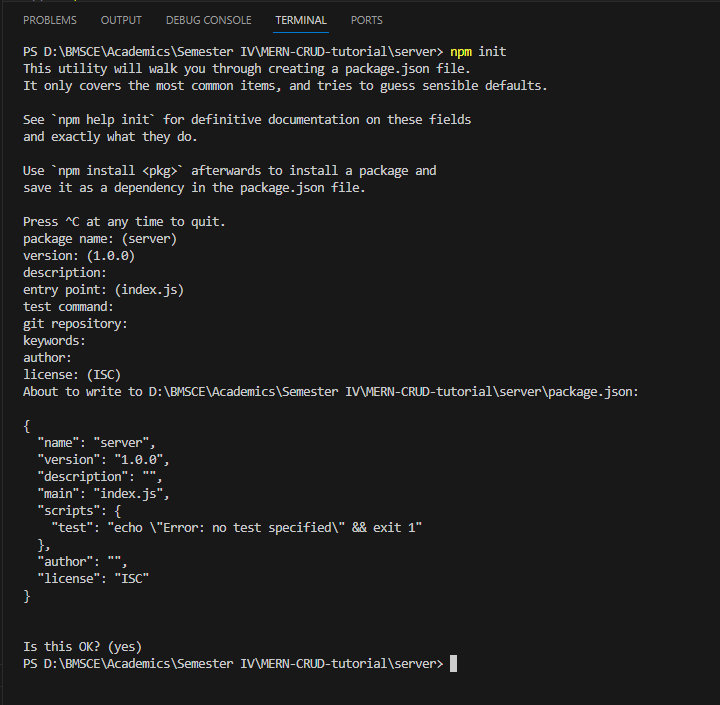 PROBLEMS OUTPUT DEBUG CONSOLE TERMINAL PORTS
PS D:\BMSCE\Academics\Semester IV\MERN-CRUD-tutorial\server> npm init
This utility will walk you through creating a package.json file.
It only covers the most common items, and tries to guess sensible defaults.

See `npm help init` for definitive documentation on these fields
and exactly what they do.

Use `npm install <pkg>` afterwards to install a package and
save it as a dependency in the package.json file.

Press ^C at any time to quit.
package name: (server)
version: (1.0.0)
description:
entry point: (index.js)
test command:
git repository:
keywords:
author:
license: (ISC)
About to write to D:\BMSCE\Academics\Semester IV\MERN-CRUD-tutorial\server\package.json:

{
  "name": "server",
  "version": "1.0.0",
  "description": "",
  "main": "index.js",
  "scripts": {
    "test": "echo \"Error: no test specified\" && exit 1"
  },
  "author": "",
  "license": "ISC"
}

Is this OK? (yes)
PS D:\BMSCE\Academics\Semester IV\MERN-CRUD-tutorial\server>